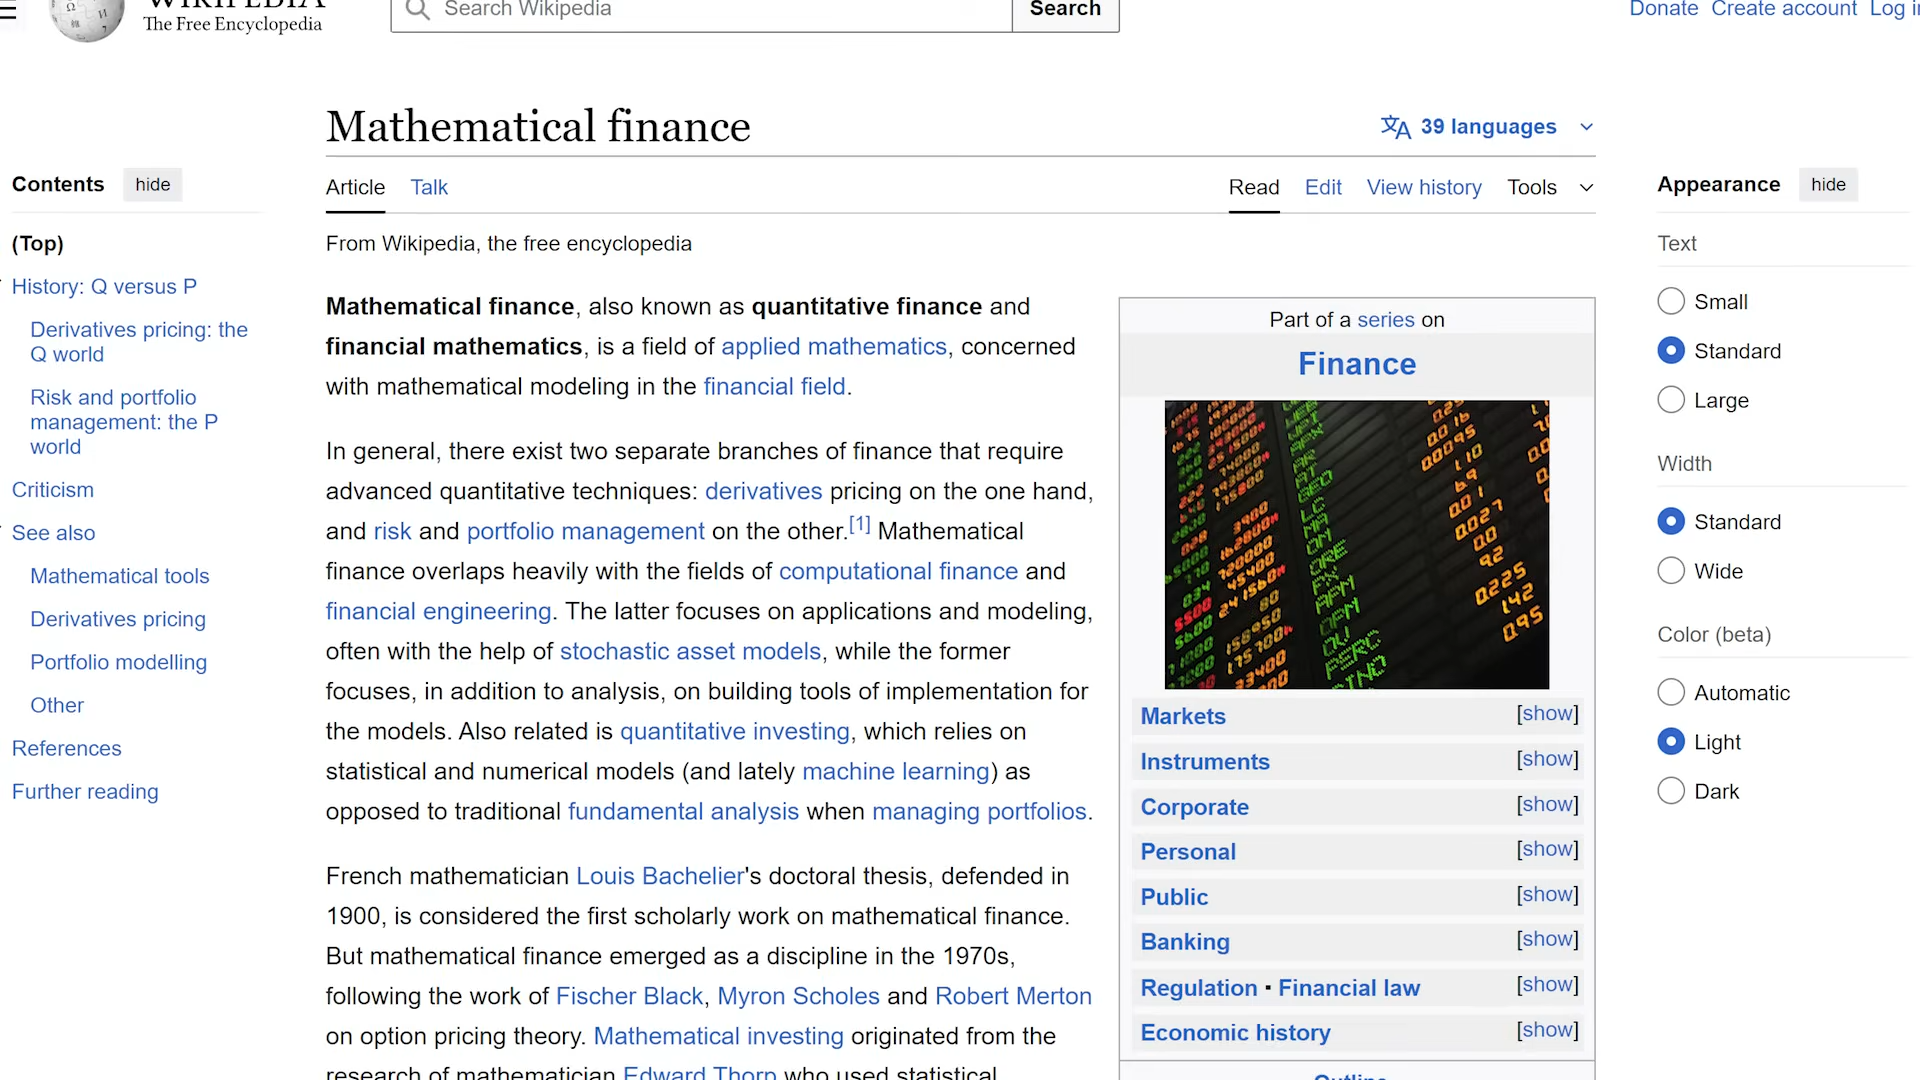 The Free Encyclopedia
Search Wikipedia
Search
Donate Create account
Mathematical finance
39 languages
Contents hide
Article Talk
Read Edit View history Tools
Appearance hide
(Top)
History: Q versus P
Derivatives pricing: the
Q world
Risk and portfolio
management: the P
world
Criticism
See also
Mathematical tools
Derivatives pricing
Portfolio modelling
Other
References
Further reading
From Wikipedia, the free encyclopedia
Mathematical finance, also known as quantitative finance and
financial mathematics, is a field of applied mathematics, concerned
with mathematical modeling in the financial field.
In general, there exist two separate branches of finance that require
advanced quantitative techniques: derivatives pricing on the one hand,
and risk and portfolio management on the other.[1] Mathematical
finance overlaps heavily with the fields of computational finance and
financial engineering. The latter focuses on applications and modeling,
often with the help of stochastic asset models, while the former
focuses, in addition to analysis, on building tools of implementation for
the models. Also related is quantitative investing, which relies on
statistical and numerical models (and lately machine learning) as
opposed to traditional fundamental analysis when managing portfolios.
French mathematician Louis Bachelier's doctoral thesis, defended in
1900, is considered the first scholarly work on mathematical finance.
But mathematical finance emerged as a discipline in the 1970s,
following the work of Fischer Black, Myron Scholes and Robert Merton
on option pricing theory. Mathematical investing originated from the
research of mathematician Edward Thorp who used statistical
Part of a series on
Finance
Markets [show]
Instruments [show]
Corporate [show]
Personal [show]
Public [show]
Banking [show]
Regulation · Financial law [show]
Economic history [show]
Text
Small
Standard
Large
Width
Standard
Wide
Color (beta)
Automatic
Light
Dark